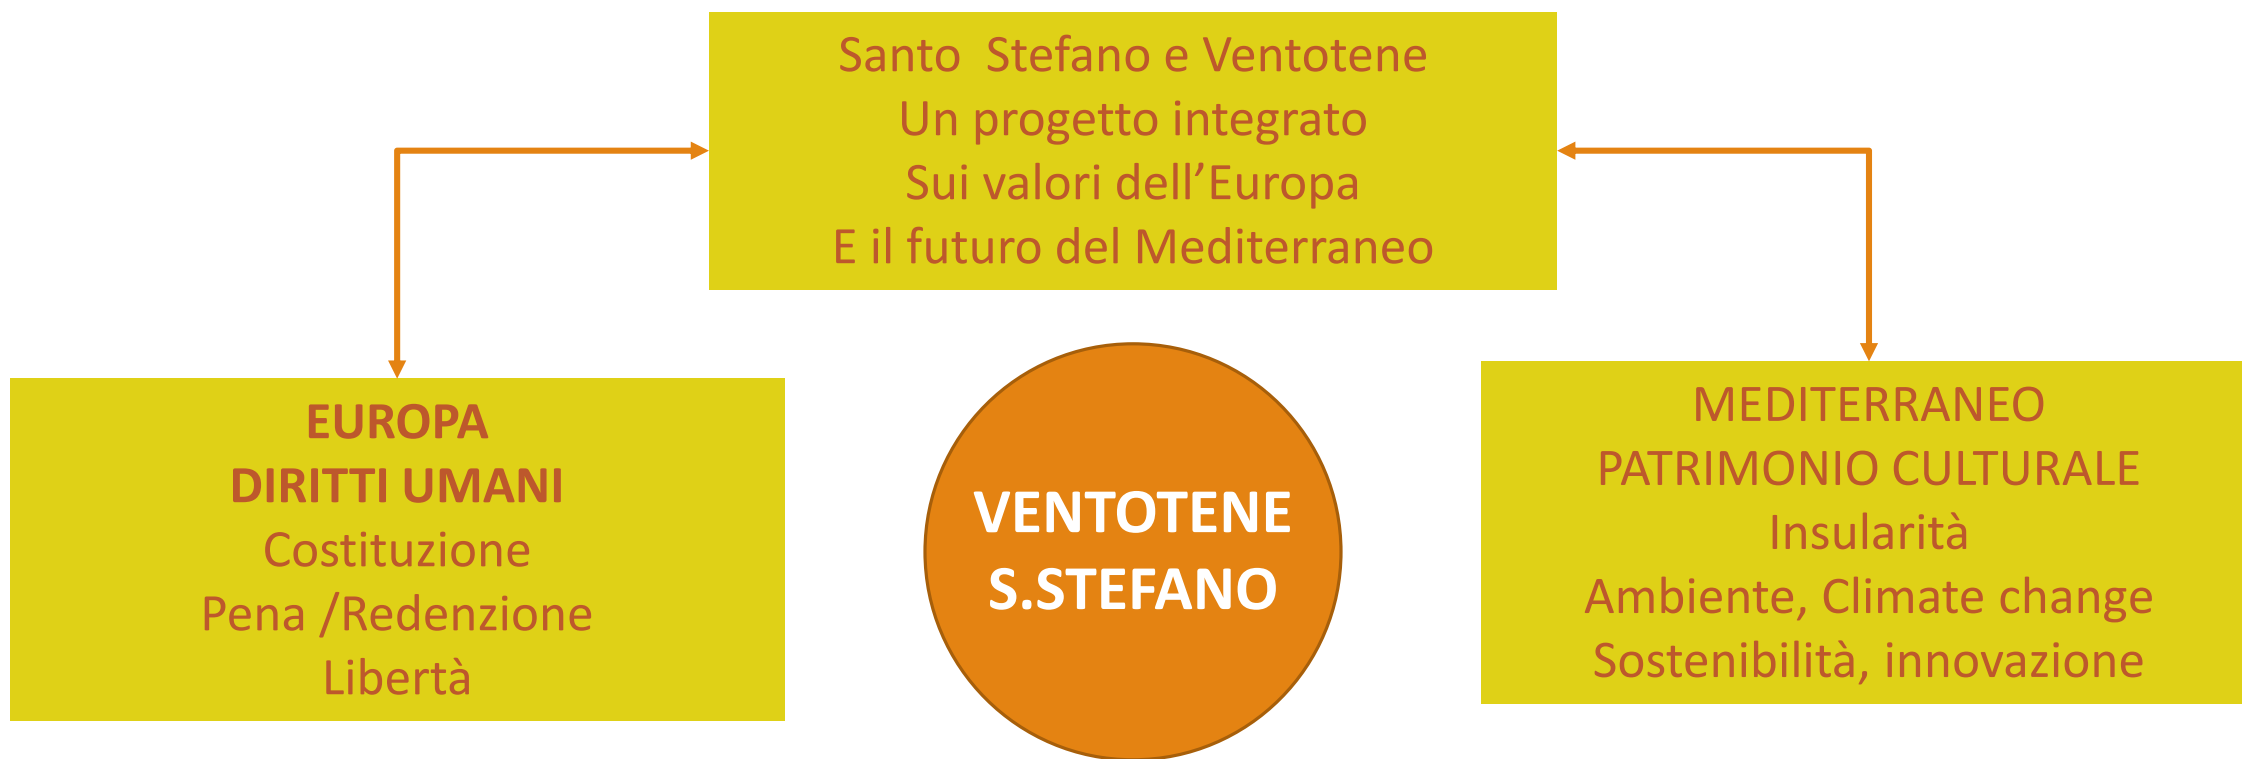 Santo  Stefano e Ventotene
Un progetto integrato
Sui valori dell’Europa
E il futuro del Mediterraneo
EUROPA
DIRITTI UMANI
Costituzione
Pena /Redenzione
Libertà
VENTOTENE
S.STEFANO
MEDITERRANEO
PATRIMONIO CULTURALE
Insularità
Ambiente, Climate change
Sostenibilità, innovazione